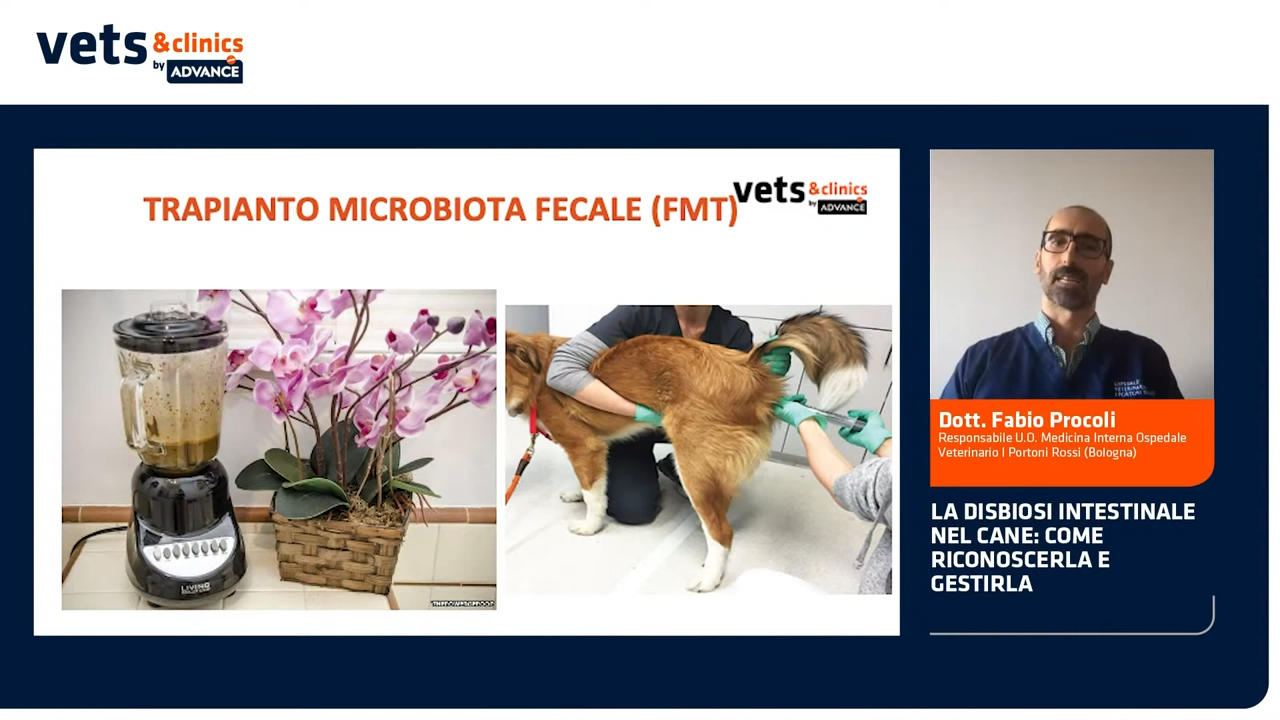 vets &clinics
by ADVANCE
TRAPIANTO MICROBIOTA FECALE (FMT)
vets &clinics
by ADVANCE
LIVING
Dott. Fabio Procoli
Responsabile U.O. Medicina Interna Ospedale
Veterinario I Portoni Rossi (Bologna)
LA DISBIOSI INTESTINALE
NEL CANE: COME
RICONOSCERLA E
GESTIRLA